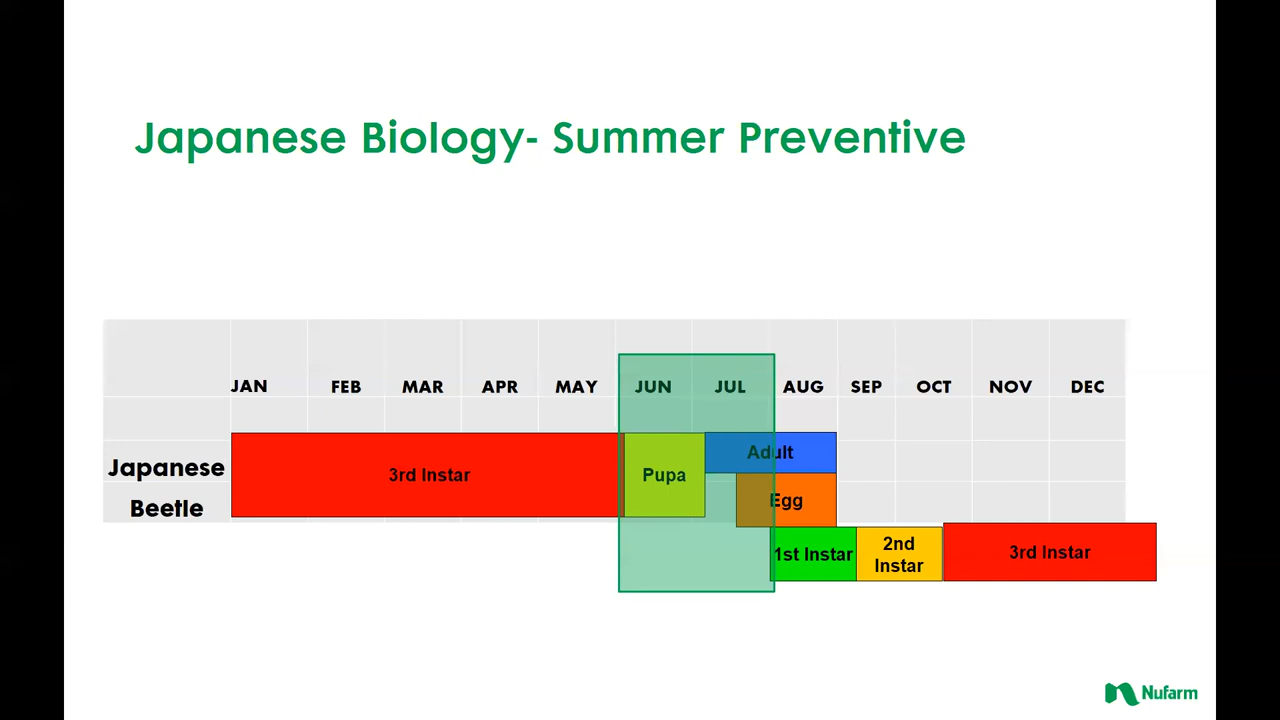 Japanese Biology- Summer Preventive
JAN FEB MAR APR MAY JUN JUL AUG SEP OCT NOV DEC
Japanese
Beetle
3rd Instar
Pupa
Adult
Egg
1st Instar
2nd
Instar
3rd Instar
Nufarm